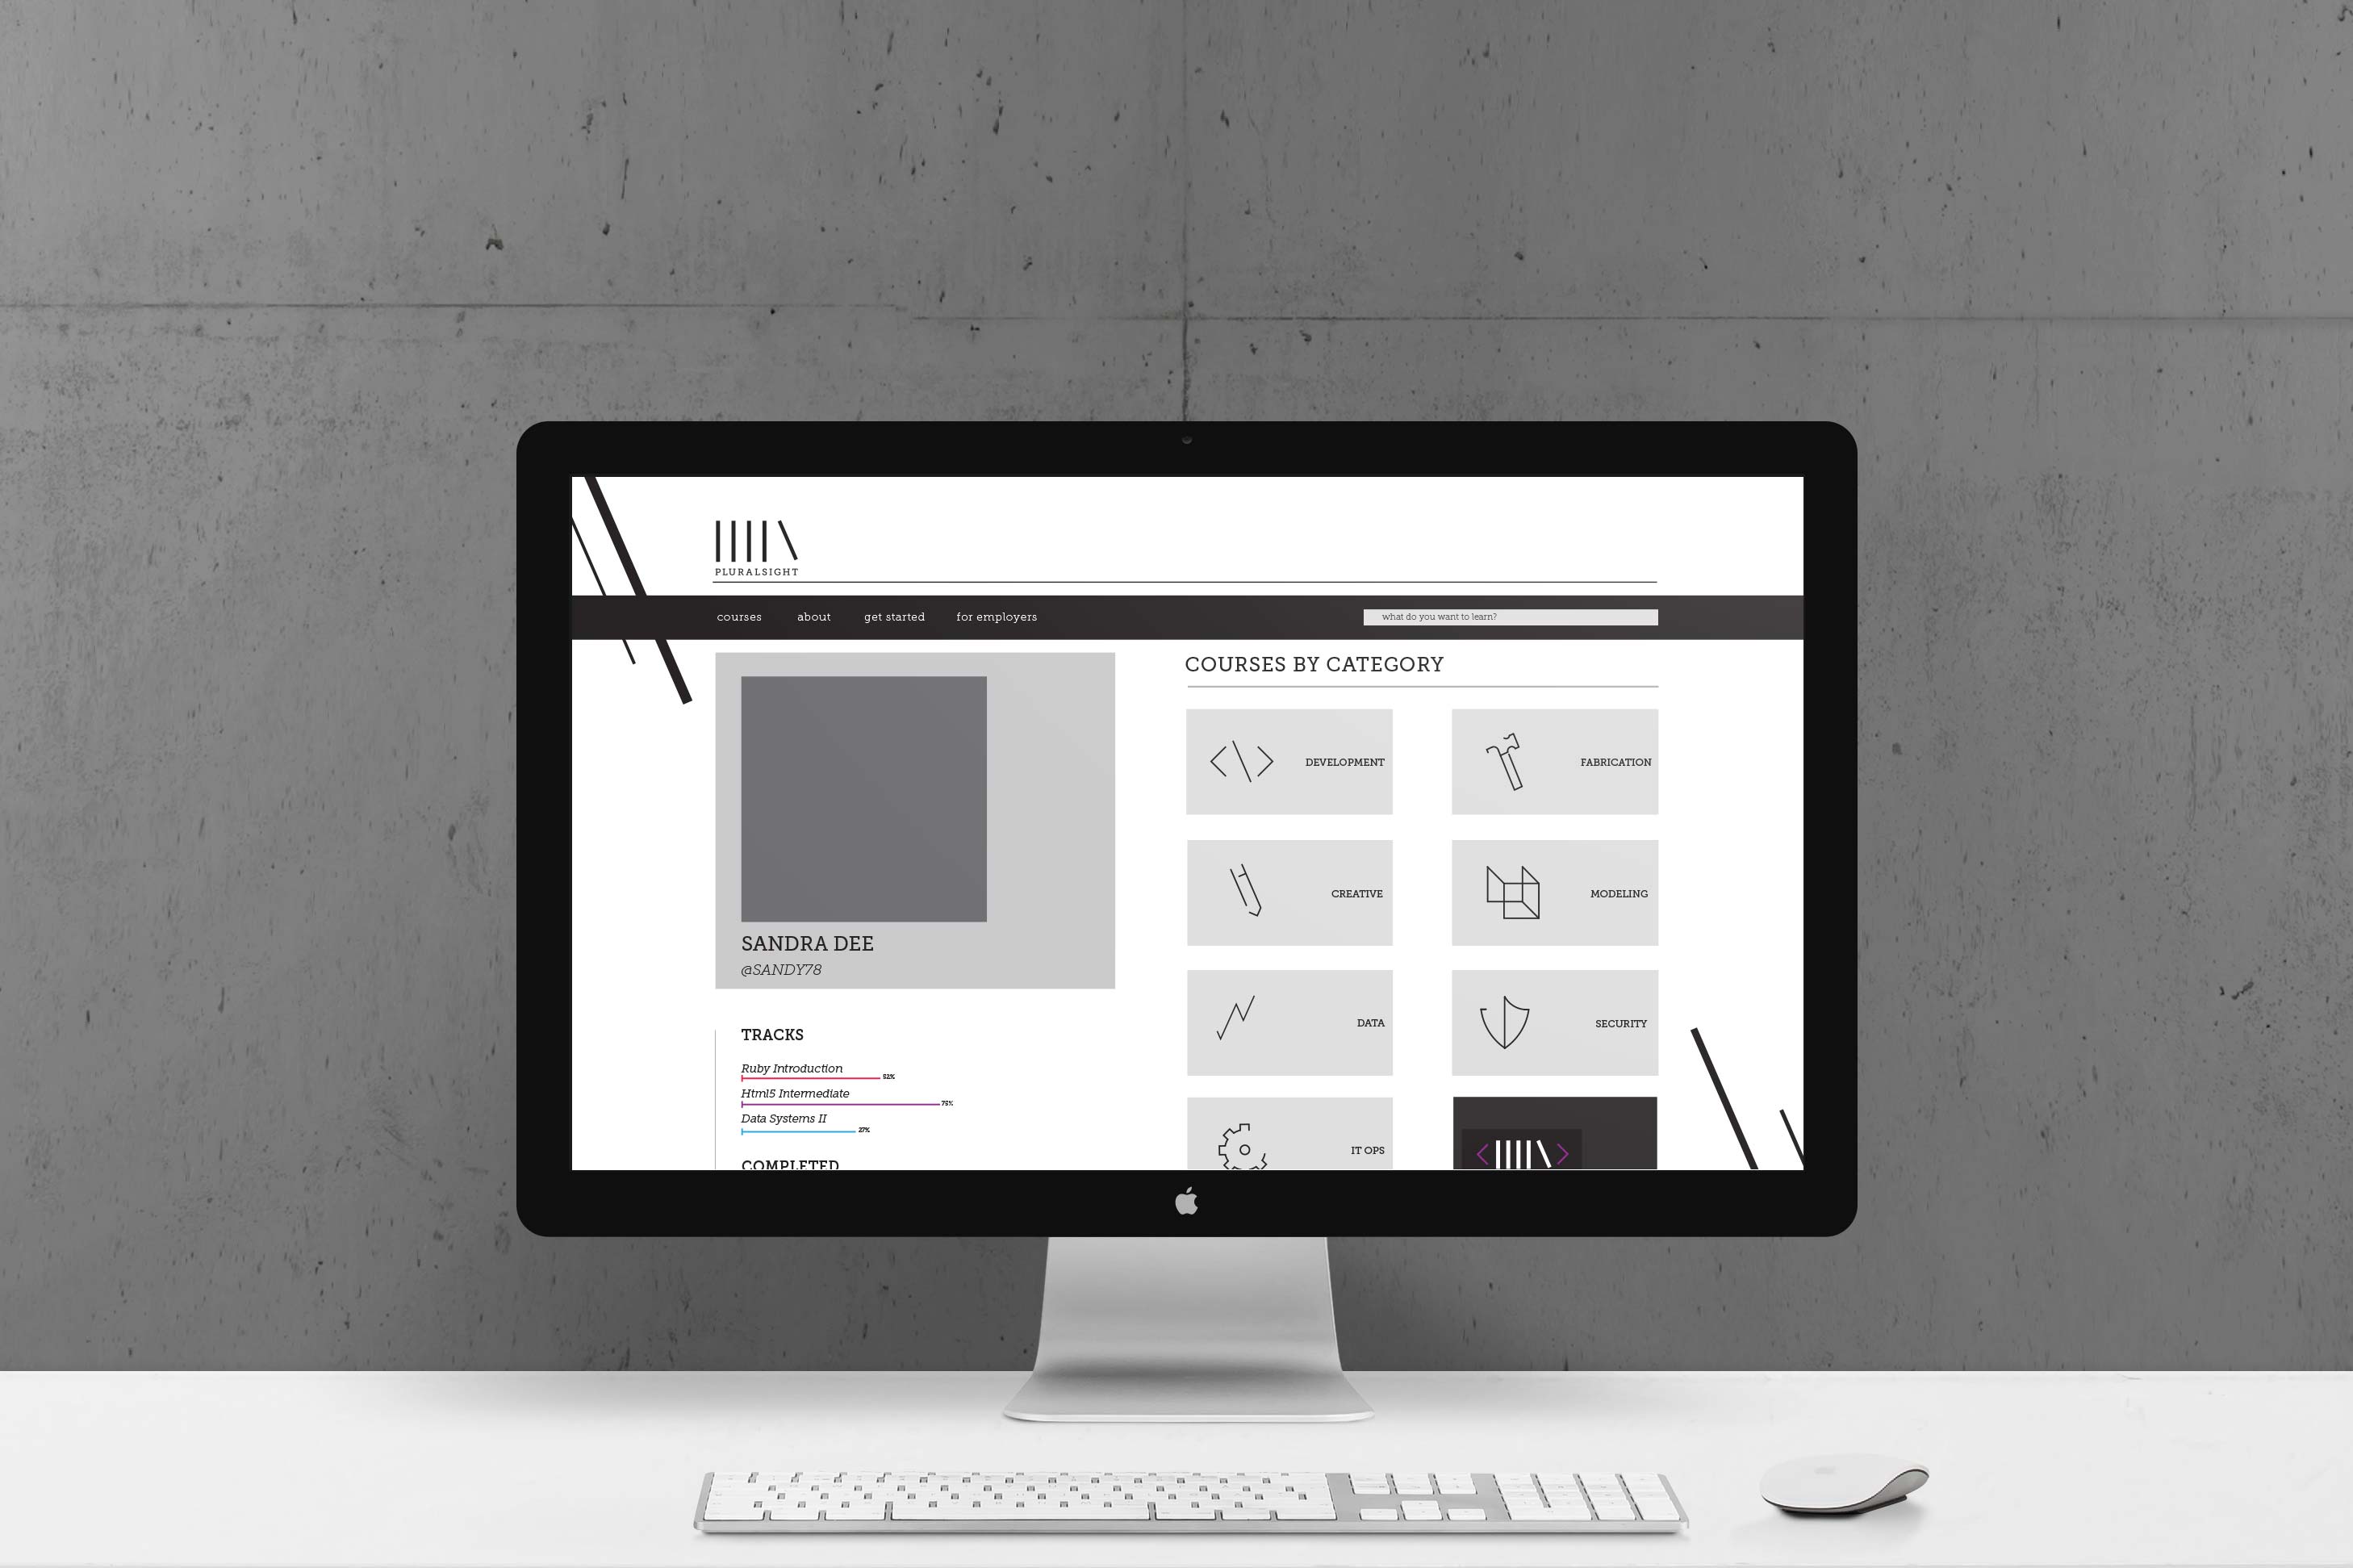 PLURALSIGHT
courses about get started for employers
what do you want to learn?
SANDRA DEE
@SANDY78
TRACKS
Ruby Introduction
52%
Html5 Intermediate
75%
Data Systems II
27%
COMPLETED
COURSES BY CATEGORY
DEVELOPMENT
FABRICATION
CREATIVE
MODELING
DATA
SECURITY
IT OPS